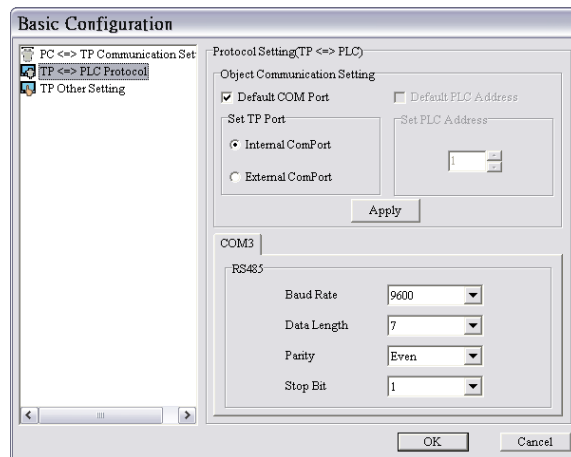 Basic Configuration
PC <=> TP Communication Set
TP <=> PLC Protocol
TP Other Setting
Protocol Setting(TP <=> PLC)
Object Communication Setting
Default COM Port
Default PLC Address
Set TP Port
Internal ComPort
External ComPort
Set PLC Address
1
Apply
COM3
RS485
Baud Rate 9600
Data Length 7
Parity Even
Stop Bit 1
OK Cancel